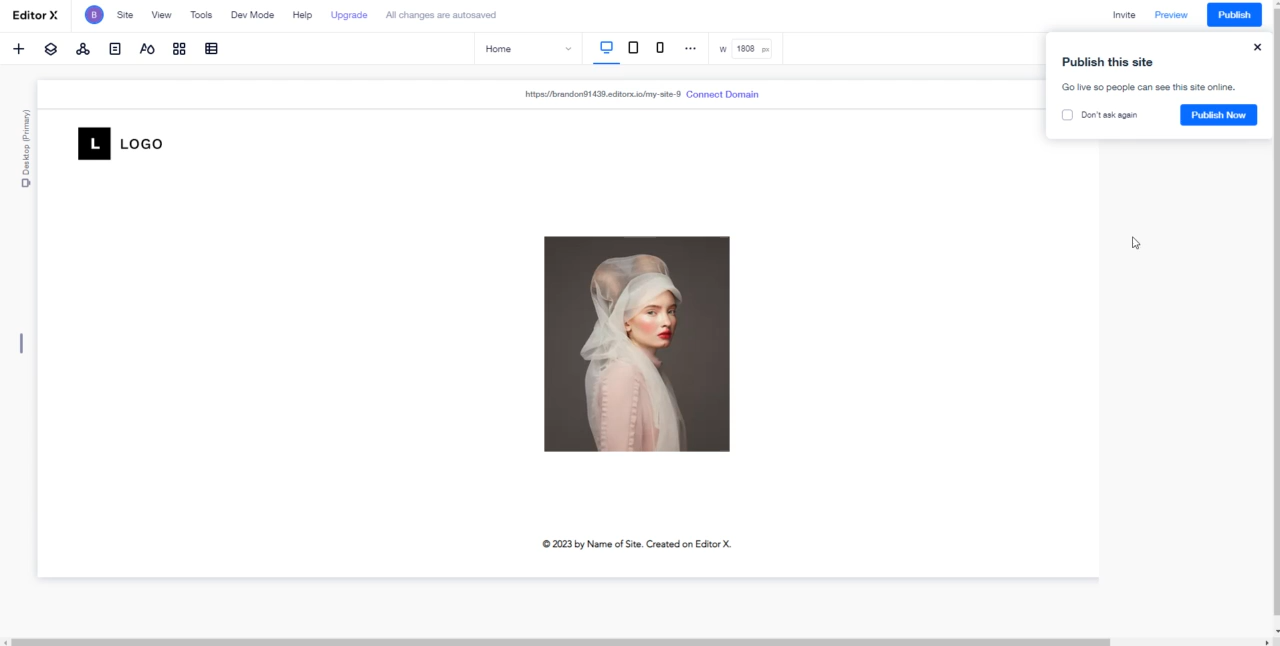 Editor X
B
Site
View
Tools
Dev Mode
Help
Upgrade
All changes are autosaved
Invite
Preview
Publish
Home
W
1808
px
Publish this site
Go live so people can see this site online.
Don't ask again
Publish Now
https://brandon91439.editorx.io/my-site-9 Connect Domain
Desktop (Primary)
L
LOGO
© 2023 by Name of Site. Created on Editor X.